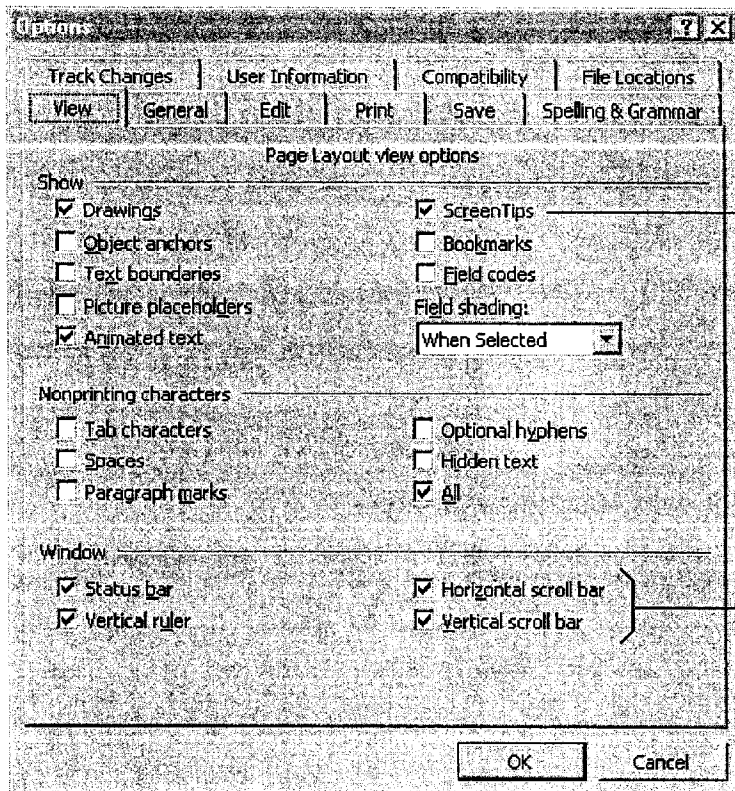 Options
Track Changes User Information Compatibility File Locations
View General Edit Print Save Spelling & Grammar
Page Layout view options
Show
Drawings ScreenTips
Object anchors Bookmarks
Text boundaries Field codes
Picture placeholders Field shading:
Animated text When Selected
Nonprinting characters
Tab characters Optional hyphens
Spaces Hidden text
Paragraph marks All
Window
Status bar Horizontal scroll bar
Vertical ruler Vertical scroll bar
OK Cancel